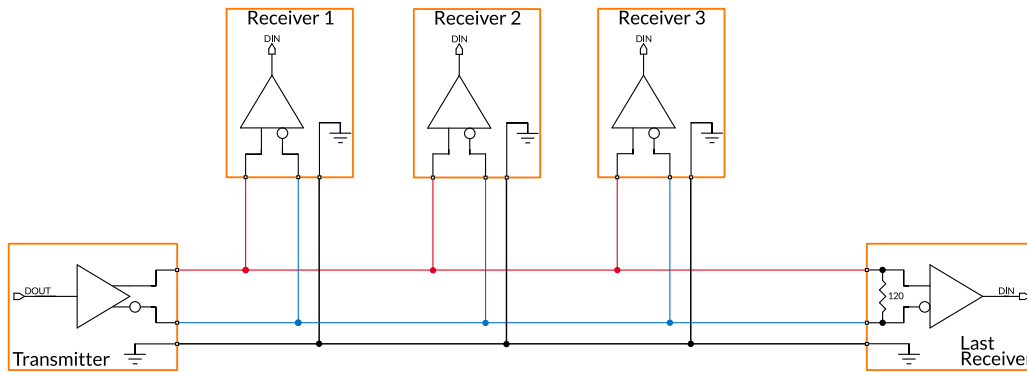 Receiver 1
Receiver 2
Receiver 3
DIN
DIN
DIN
DOUT
120
DIN
Transmitter
Last
Receiver